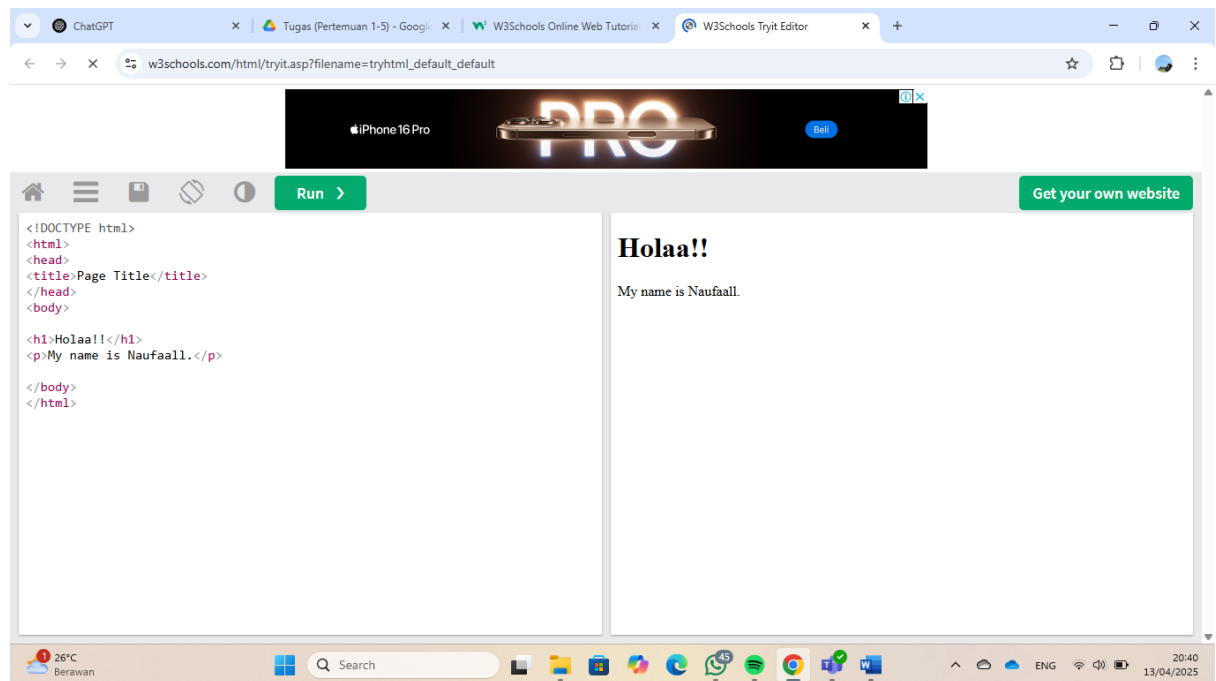 ChatGPT
Tugas (Pertemuan 1-5) - Google
W3Schools Online Web Tutorial
W3Schools Tryit Editor
w3schools.com/html/tryit.asp?filename=tryhtml_default_default
iPhone 16 Pro
PRO
Beli
Run ❯
Get your own website
<!DOCTYPE html>
<html>
<head>
<title>Page Title</title>
</head>
<body>
<h1>Holaa!!</h1>
<p>My name is Naufaall.</p>
</body>
</html>
Holaa!!
My name is Naufaall.
1
26°C
Berawan
Search
45
ENG
20:40
13/04/2025